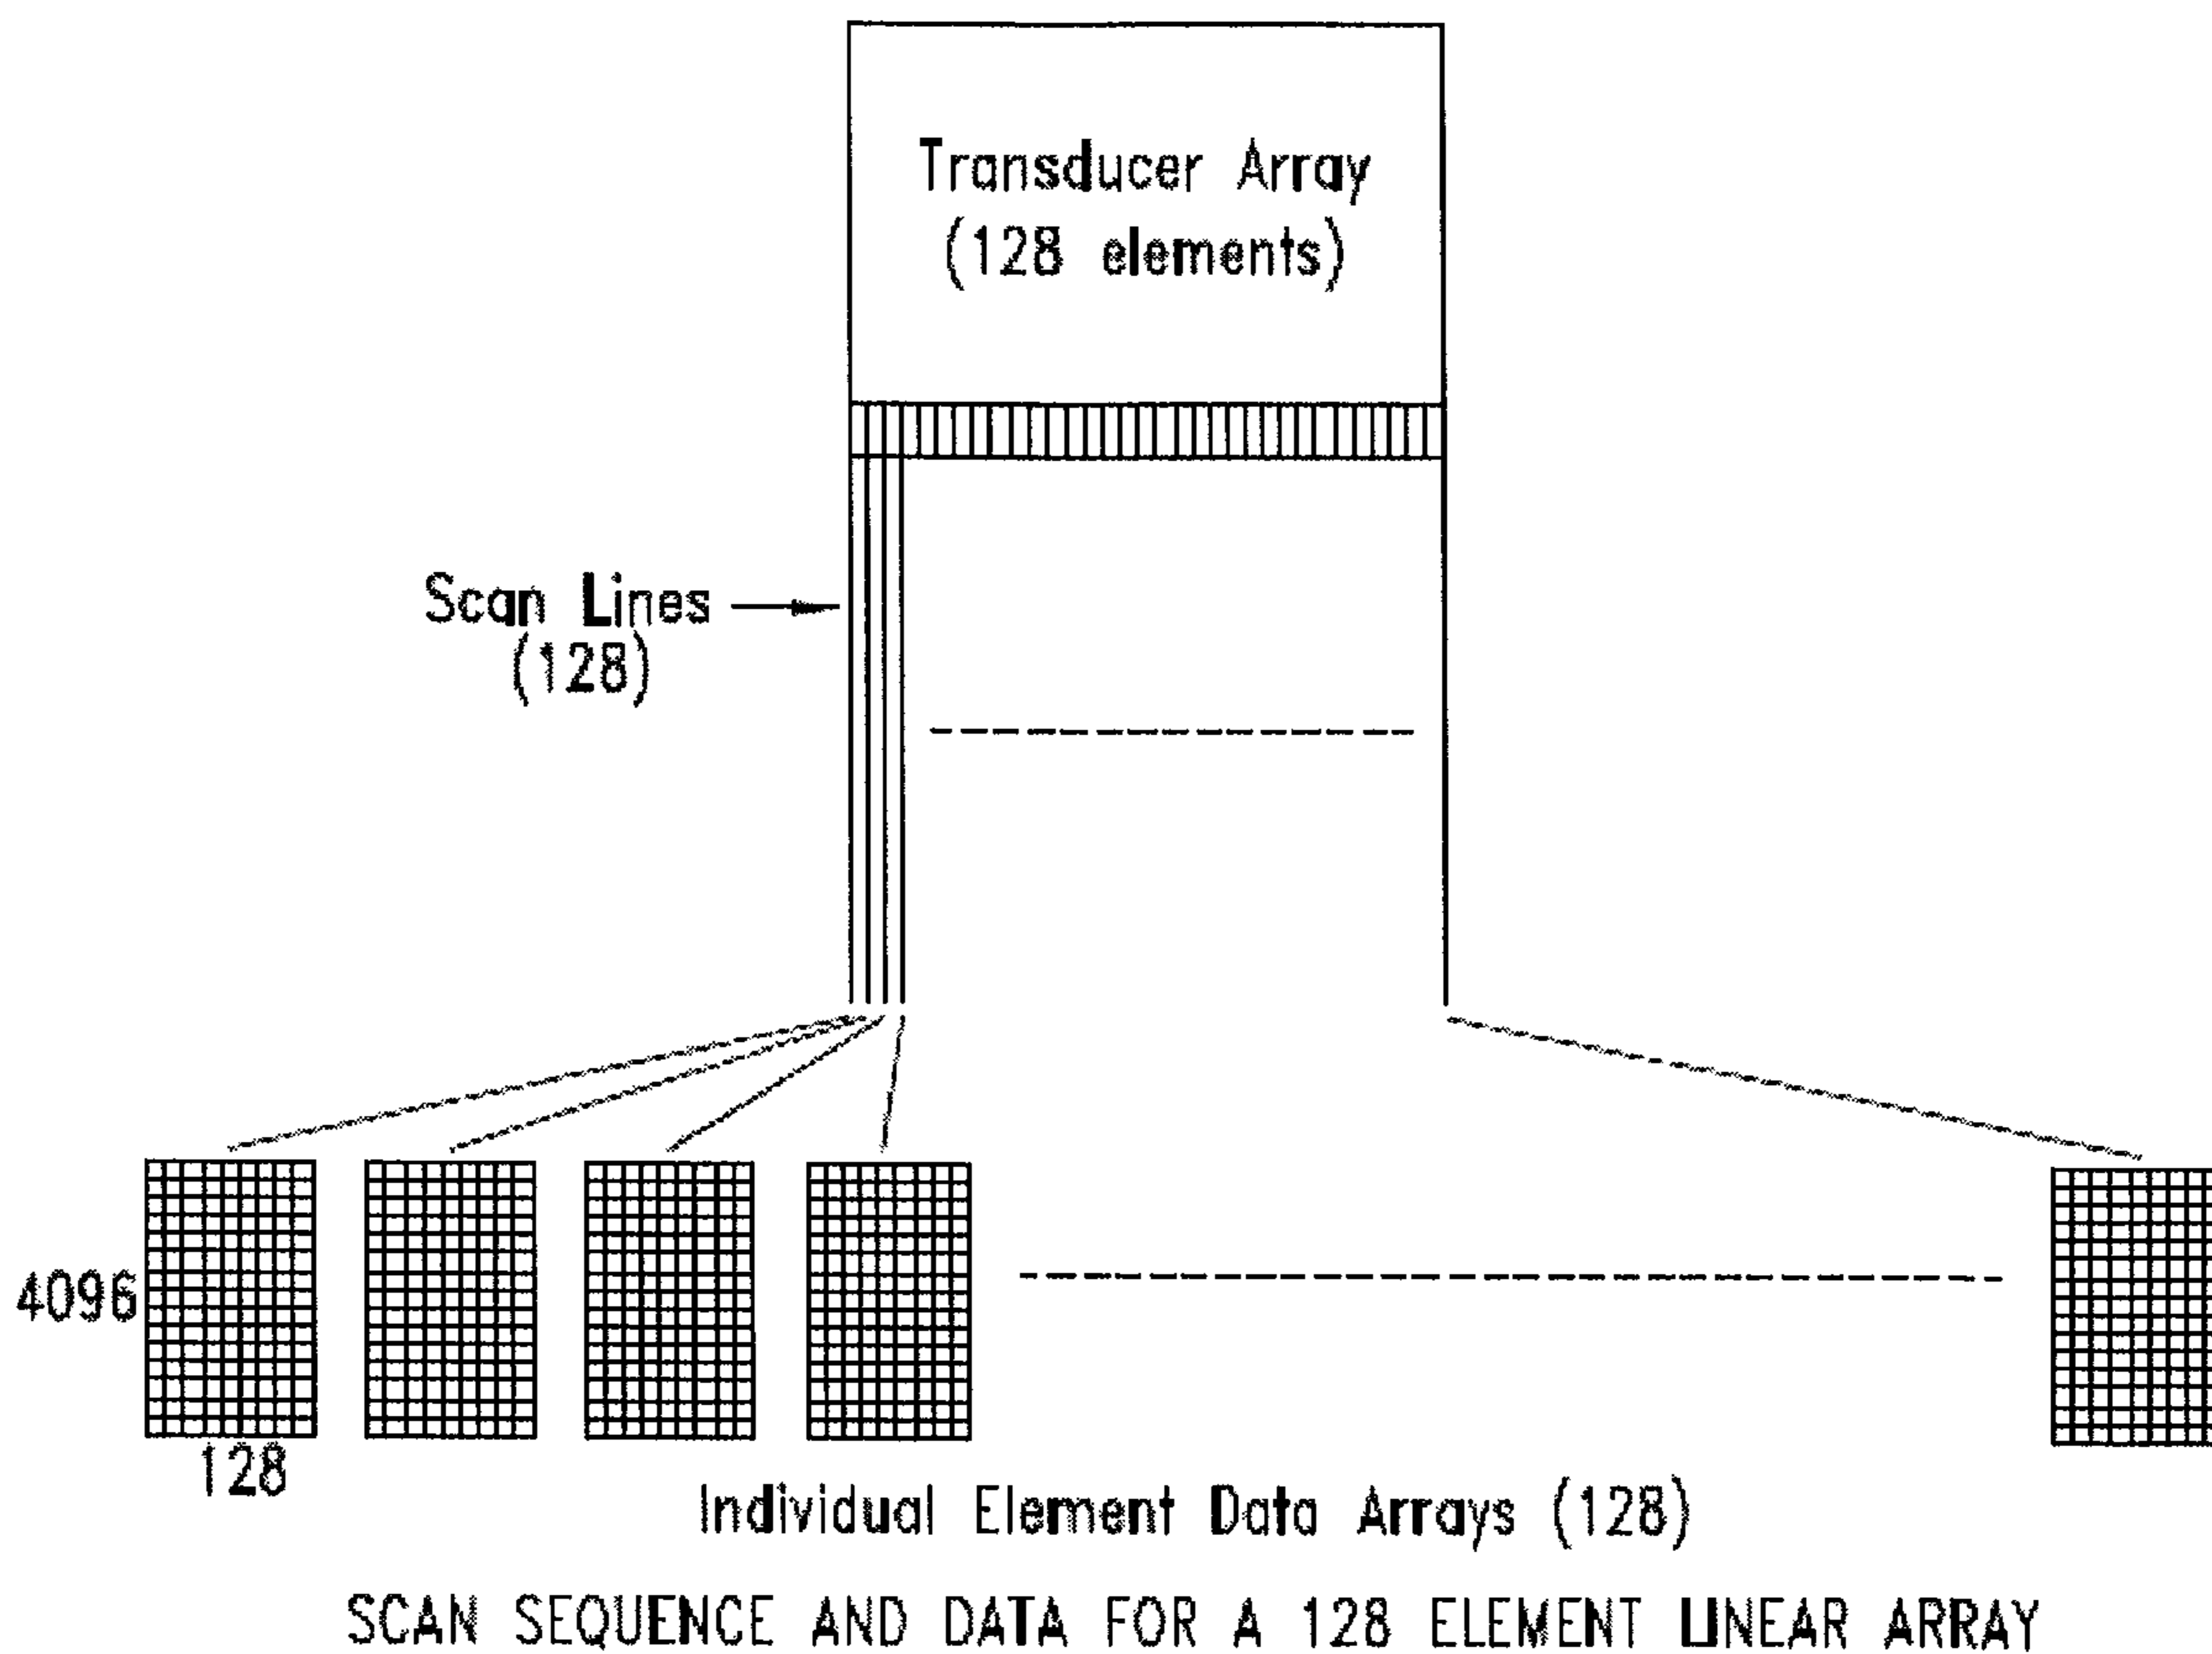 Transducer Array
(128 elements)
Scan Lines
(128)
4096
128
Individual Element Data Arrays (128)
SCAN SEQUENCE AND DATA FOR A 128 ELEMENT LINEAR ARRAY